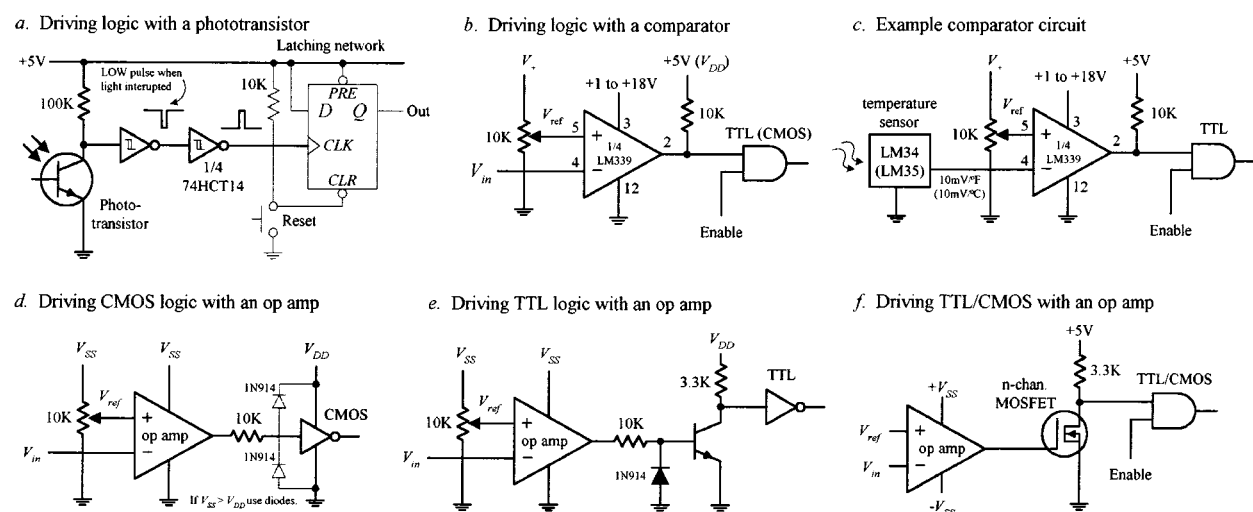 a. Driving logic with a phototransistor
+5V
100K
LOW pulse when
light interupted
Latching network
10K
PRE
D Q
Out
CLK
CLR
1/4
74HCT14
Photo-
transistor
Reset
b. Driving logic with a comparator
V+
+1 to +18V
+5V (VDD)
10K
Vref
10K
5
+
3
1/4
LM339
2
TTL (CMOS)
Vin
4
−
12
Enable
c. Example comparator circuit
V+
+1 to +18V
+5V
temperature
sensor
10K
Vref
10K
5
+
3
1/4
LM339
2
TTL
LM34
(LM35)
4
−
10mV/ºF
(10mV/ºC)
12
Enable
d. Driving CMOS logic with an op amp
VSS
VSS
VDD
1N914
Vref
10K
+
op amp
−
10K
CMOS
Vin
1N914
If VSS > VDD use diodes.
e. Driving TTL logic with an op amp
VSS
VSS
VDD
3.3K
TTL
Vref
10K
+
op amp
−
10K
Vin
1N914
f. Driving TTL/CMOS with an op amp
+5V
3.3K
n-chan.
MOSFET
TTL/CMOS
+VSS
Vref
+
op amp
Vin
−
-VSS
Enable